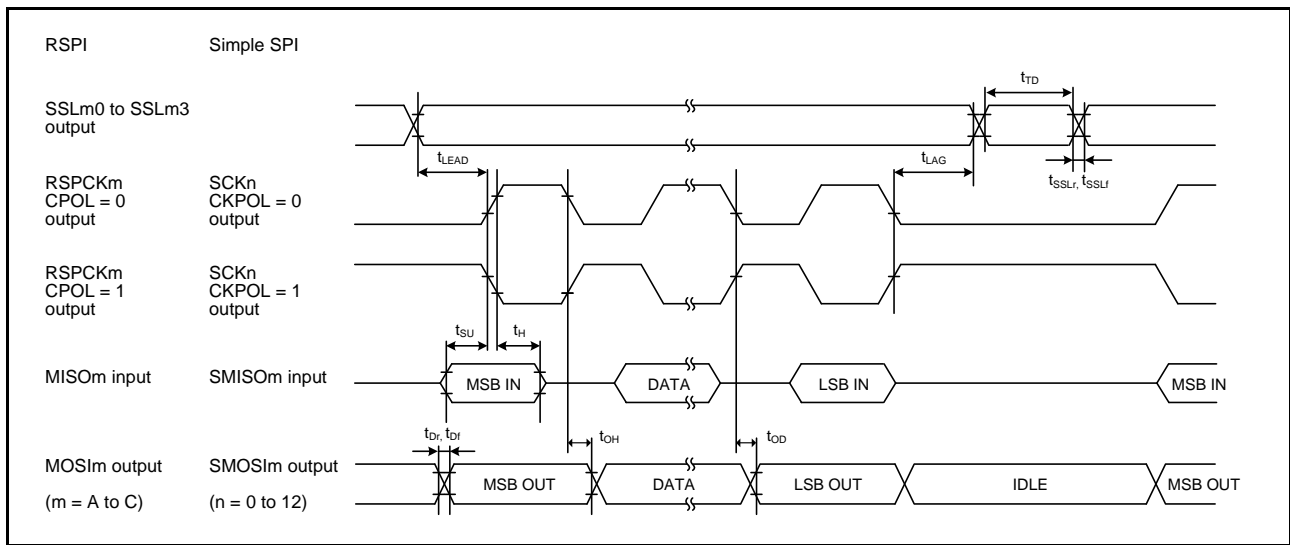 RSPI Simple SPI
SSLm0 to SSLm3
output
tTD
tLEAD
tLAG
tSSLr, tSSLf
RSPCKm SCKn
CPOL = 0 CKPOL = 0
output output
RSPCKm SCKn
CPOL = 1 CKPOL = 1
output output
tSU tH
MISOm input SMISOm input MSB IN DATA LSB IN MSB IN
tDr, tDf tOH tOD
MOSIm output SMOSIm output MSB OUT DATA LSB OUT IDLE MSB OUT
(m = A to C) (n = 0 to 12)